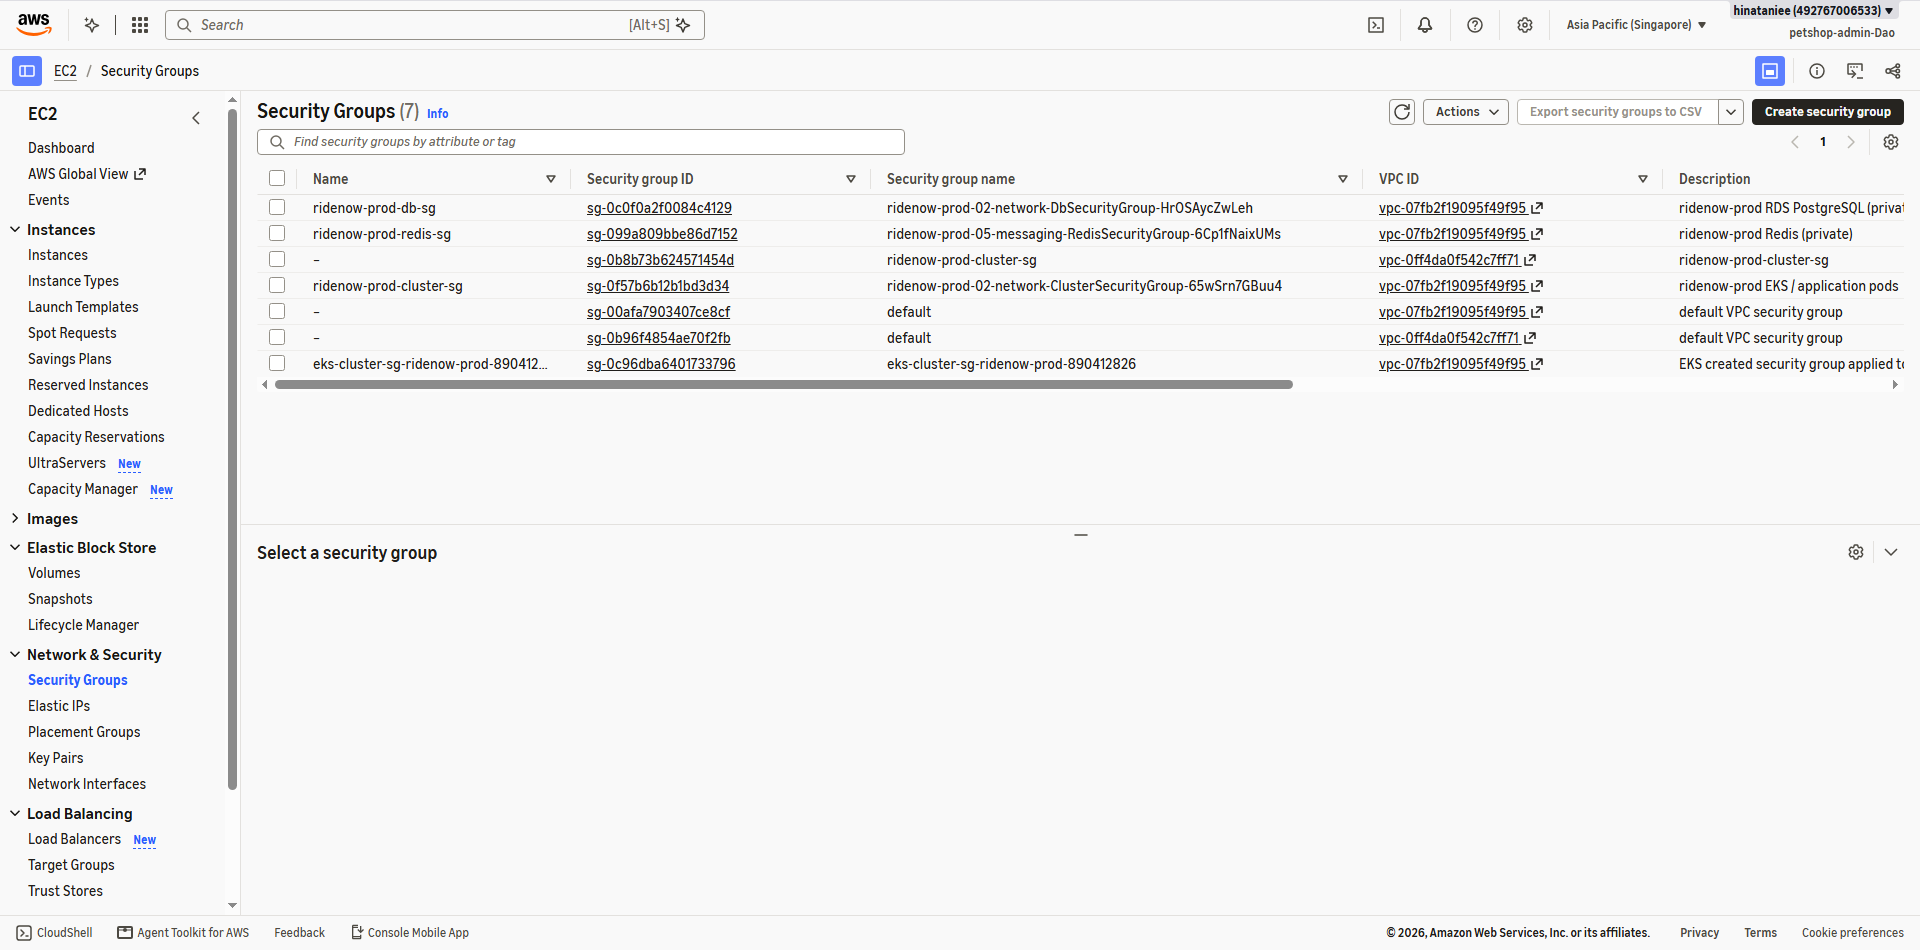 aws
Search [Alt+S]
Asia Pacific (Singapore)
hinataniee (492767006533)
petshop-admin-Dao
EC2 / Security Groups
EC2
Dashboard
AWS Global View
Events
Instances
Instances
Instance Types
Launch Templates
Spot Requests
Savings Plans
Reserved Instances
Dedicated Hosts
Capacity Reservations
UltraServers New
Capacity Manager New
Images
Elastic Block Store
Volumes
Snapshots
Lifecycle Manager
Network & Security
Security Groups
Elastic IPs
Placement Groups
Key Pairs
Network Interfaces
Load Balancing
Load Balancers New
Target Groups
Trust Stores
Security Groups (7) Info
Actions
Export security groups to CSV
Create security group
Find security groups by attribute or tag
1
Name Security group ID Security group name VPC ID Description
ridenow-prod-db-sg sg-0c0f0a2f0084c4129 ridenow-prod-02-network-DbSecurityGroup-HrOSAycZwLeh vpc-07fb2f19095f49f95 ridenow-prod RDS PostgreSQL (privat
ridenow-prod-redis-sg sg-099a809bbe86d7152 ridenow-prod-05-messaging-RedisSecurityGroup-6Cp1fNaixUMs vpc-07fb2f19095f49f95 ridenow-prod Redis (private)
– sg-0b8b73b624571454d ridenow-prod-cluster-sg vpc-0ff4da0f542c7ff71 ridenow-prod-cluster-sg
ridenow-prod-cluster-sg sg-0f57b6b12b1bd3d34 ridenow-prod-02-network-ClusterSecurityGroup-65wSrn7GBuu4 vpc-07fb2f19095f49f95 ridenow-prod EKS / application pods
– sg-00afa7903407ce8cf default vpc-07fb2f19095f49f95 default VPC security group
– sg-0b96f4854ae70f2fb default vpc-0ff4da0f542c7ff71 default VPC security group
eks-cluster-sg-ridenow-prod-890412... sg-0c96dba6401733796 eks-cluster-sg-ridenow-prod-890412826 vpc-07fb2f19095f49f95 EKS created security group applied to
Select a security group
CloudShell Agent Toolkit for AWS Feedback Console Mobile App
© 2026, Amazon Web Services, Inc. or its affiliates. Privacy Terms Cookie preferences